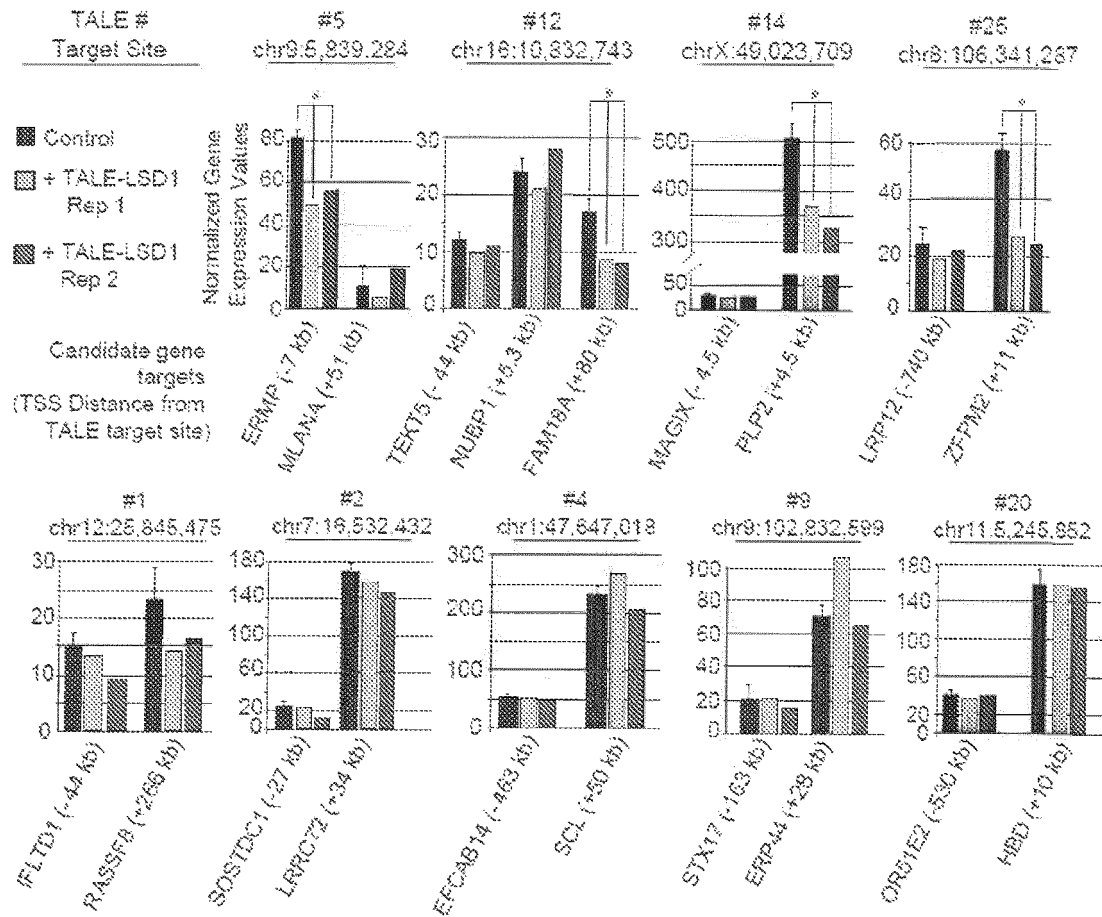 TALE #
Target Site
#5
chr9:5,839,284
#12
chr16:10,832,743
#14
chrX:49,023,709
#25
chr8:106,341,287
Control
+ TALE-LSD1
Rep 1
+ TALE-LSD1
Rep 2
Normalized Gene
Expression Values
80
60
40
20
0
*
30
20
10
0
*
500
400
300
50
0
*
60
40
20
0
*
Candidate gene
targets
(TSS Distance from
TALE target site)
ERMP (-7 kb)
MLANA (+51 kb)
TEKT5 (- 44 kb)
NUBP1 (+5.3 kb)
FAM18A (+80 kb)
MAGIX (- 4.5 kb)
PLP2 (+4.5 kb)
LRP12 (-740 kb)
ZFPM2 (+11 kb)
#1
chr12:25,845,475
#2
chr7:16,532,432
#4
chr1:47,647,018
#9
chr9:102,832,599
#20
chr11:5,245,852
30
20
15
10
0
180
140
100
60
20
0
300
200
100
0
100
80
60
40
20
0
180
140
100
60
20
0
IFLTD1 (- 44 kb)
RASSF8 (+266 kb)
SOSTDC1 (-27 kb)
LRRC72 (+34 kb)
EFCAB14 (-463 kb)
SCL (+50 kb)
STX17 (-163 kb)
ERP44 (+28 kb)
OR51E2 (-530 kb)
HBD (+10 kb)